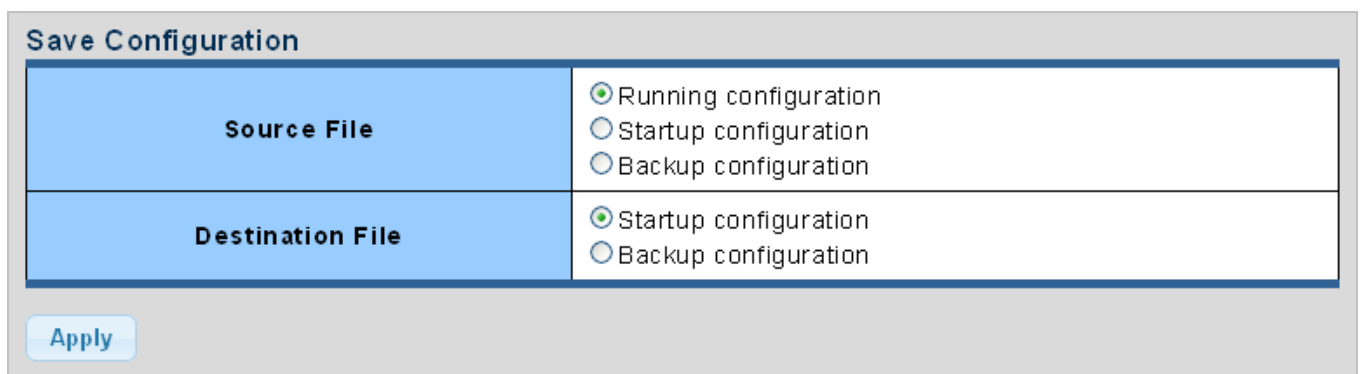 Save Configuration
Source File
Running configuration
Startup configuration
Backup configuration
Destination File
Startup configuration
Backup configuration
Apply